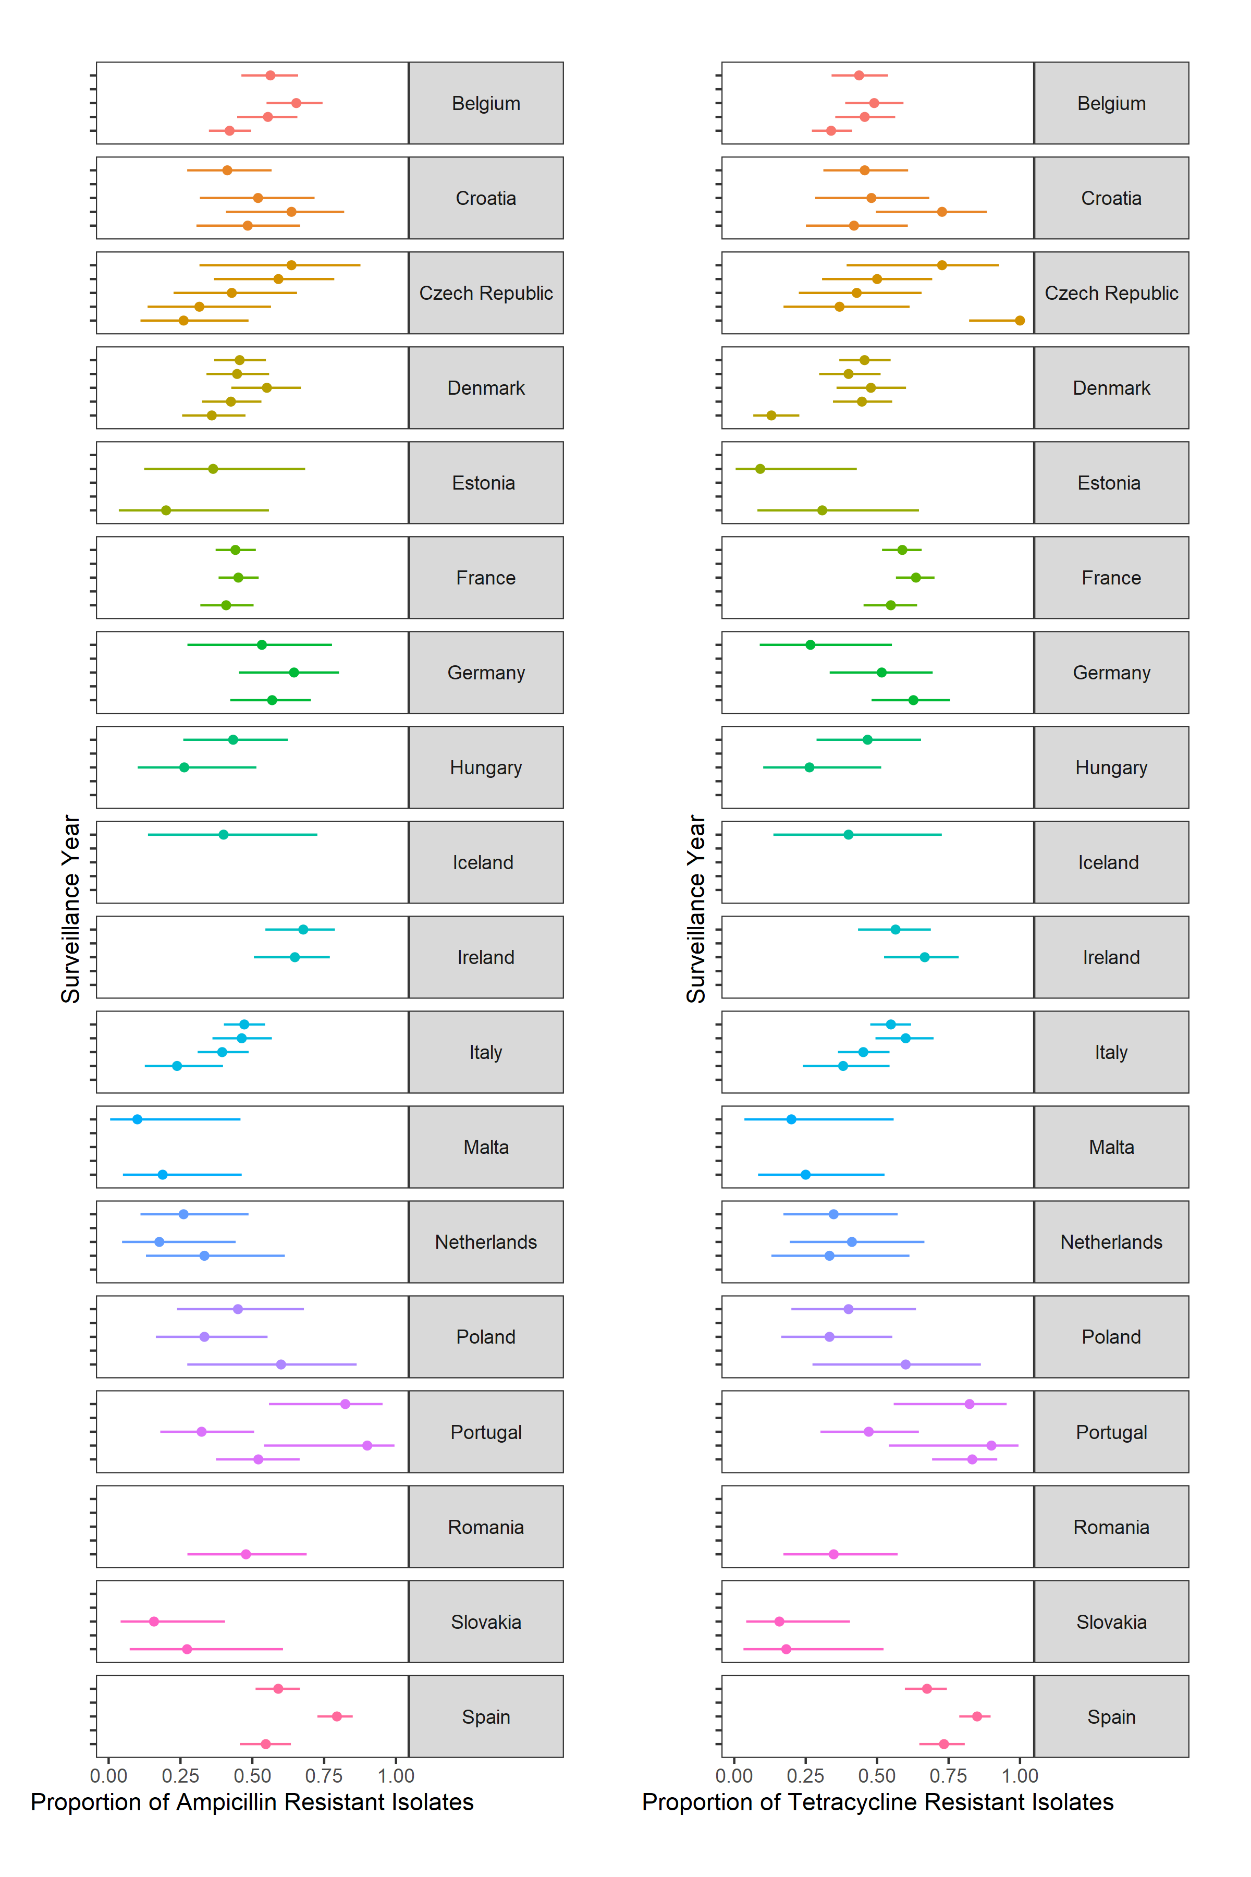 Surveillance Year
Belgium
Croatia
Czech Republic
Denmark
Estonia
France
Germany
Hungary
Iceland
Ireland
Italy
Malta
Netherlands
Poland
Portugal
Romania
Slovakia
Spain
0.00 0.25 0.50 0.75 1.00
Proportion of Ampicillin Resistant Isolates
Surveillance Year
Belgium
Croatia
Czech Republic
Denmark
Estonia
France
Germany
Hungary
Iceland
Ireland
Italy
Malta
Netherlands
Poland
Portugal
Romania
Slovakia
Spain
0.00 0.25 0.50 0.75 1.00
Proportion of Tetracycline Resistant Isolates